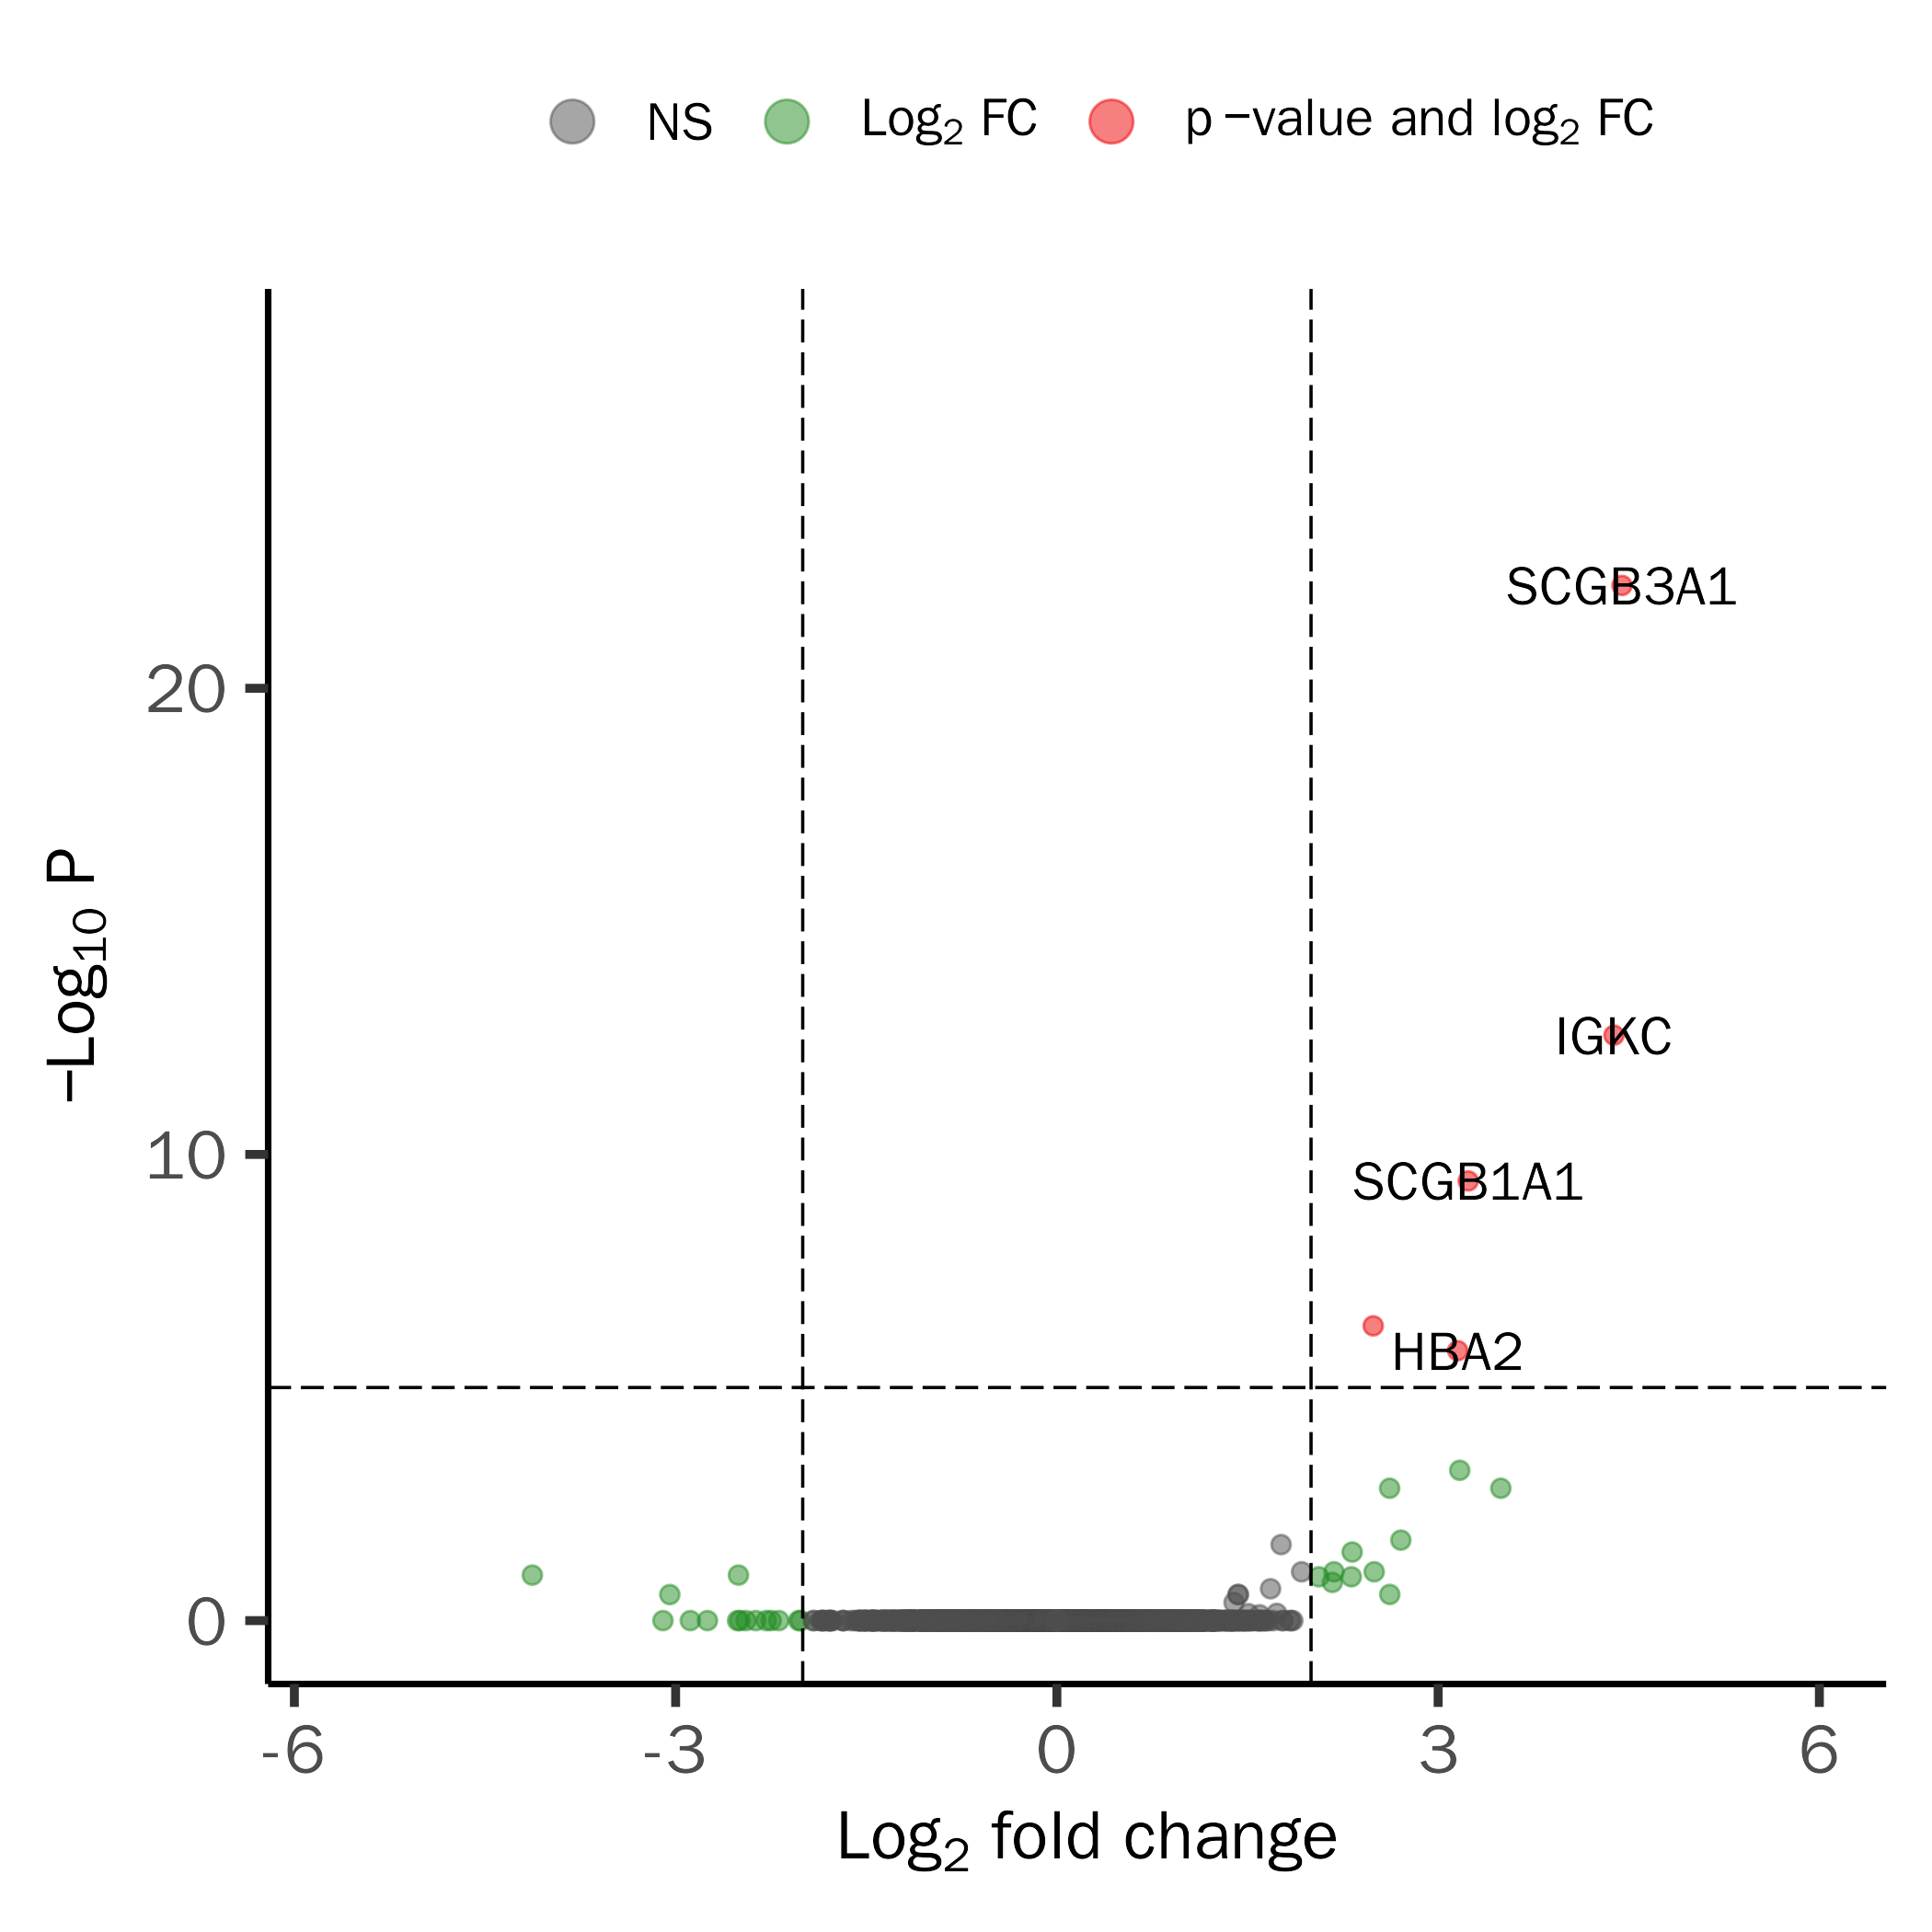 NS Log₂ FC p −value and log₂ FC
SCGB3A1
20
IGKC
−Log₁₀ P
10
SCGB1A1
HBA2
0
-6 -3 0 3 6
Log₂ fold change